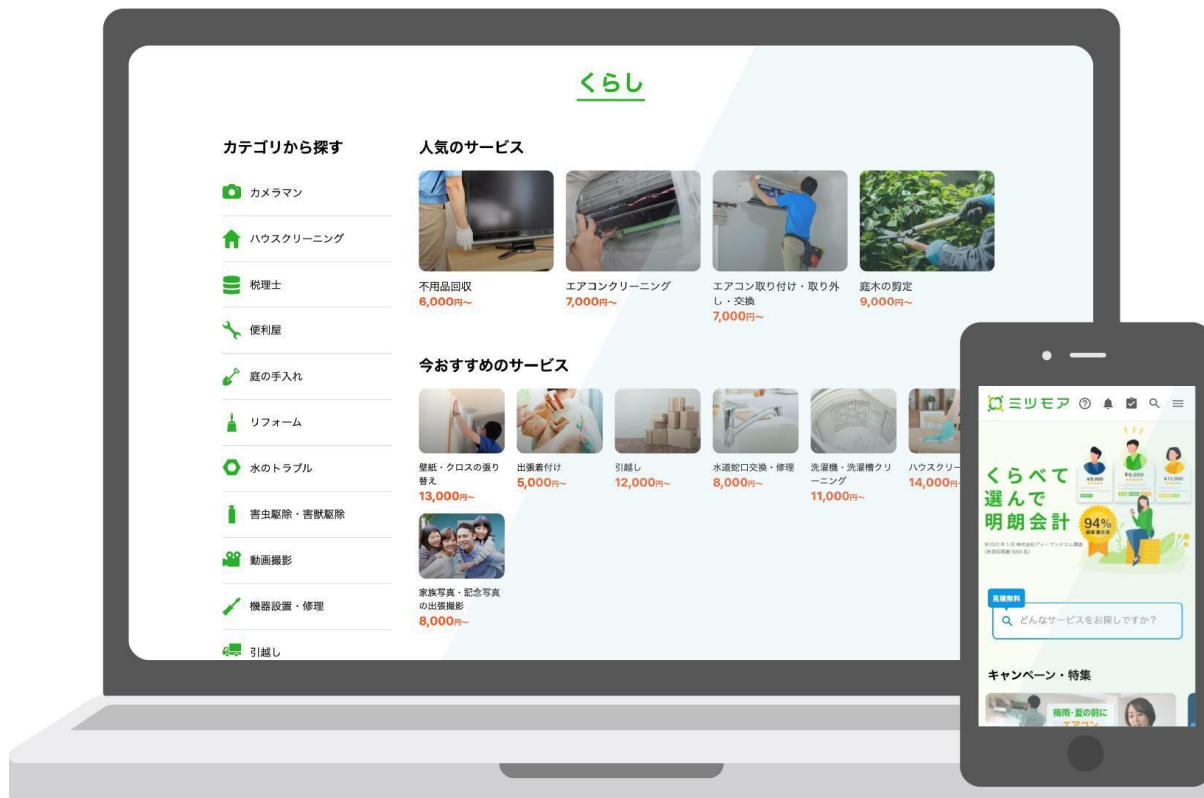 くらし
カテゴリから探す
カメラマン
ハウスクリーニング
税理士
便利屋
庭の手入れ
リフォーム
水のトラブル
害虫駆除・害獣駆除
動画撮影
機器設置・修理
引越し
人気のサービス
不用品回収
6,000円〜
エアコンクリーニング
7,000円〜
エアコン取り付け・取り外
し・交換
7,000円〜
庭木の剪定
9,000円〜
今おすすめのサービス
壁紙・クロスの張り
替え
13,000円〜
出張着付け
5,000円〜
引越し
12,000円〜
水道蛇口交換・修理
8,000円〜
洗濯機・洗濯槽クリ
ーニング
11,000円〜
ハウスクリー
14,000円
家族写真・記念写真
の出張撮影
8,000円〜
ミツモア
くらべて
選んで
明朗会計
¥8,000
¥9,000
¥11,000
94%
顧客満足度
見積無料
どんなサービスをお探しですか？
キャンペーン・特集
梅雨・夏の前に
エアコン